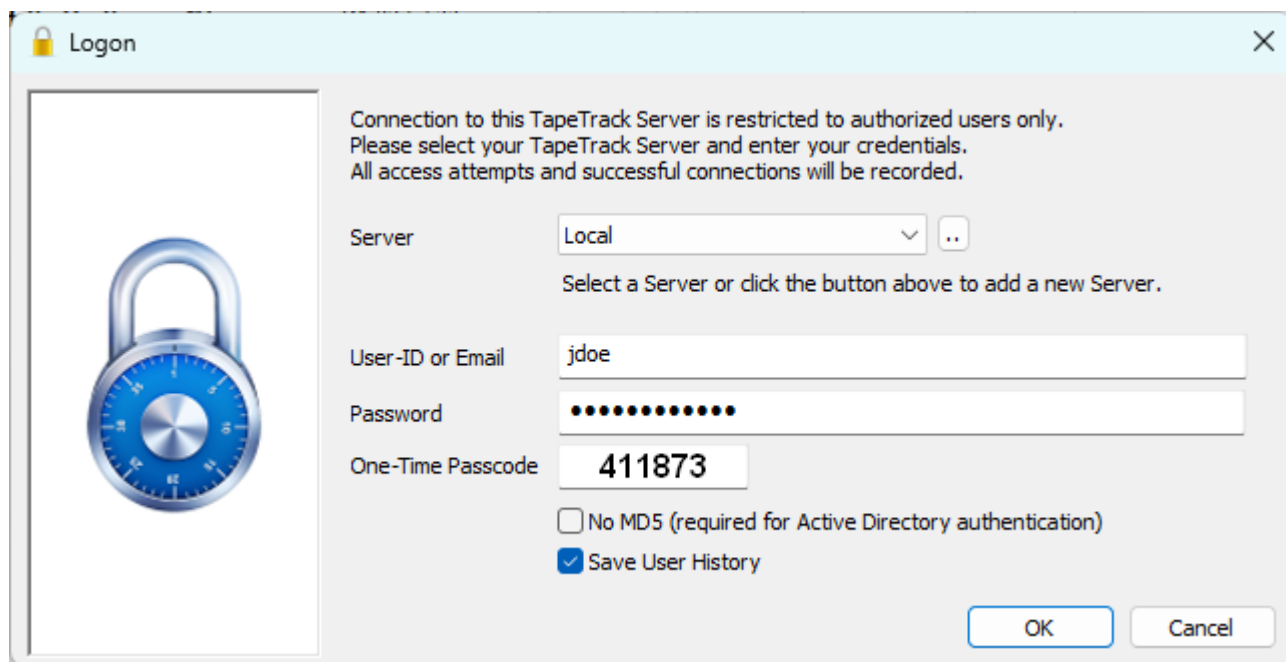 Logon
Connection to this TapeTrack Server is restricted to authorized users only.
Please select your TapeTrack Server and enter your credentials.
All access attempts and successful connections will be recorded.
Server Local ..
Select a Server or click the button above to add a new Server.
User-ID or Email jdoe
Password ••••••••••••
One-Time Passcode 411873
No MD5 (required for Active Directory authentication)
Save User History
OK Cancel